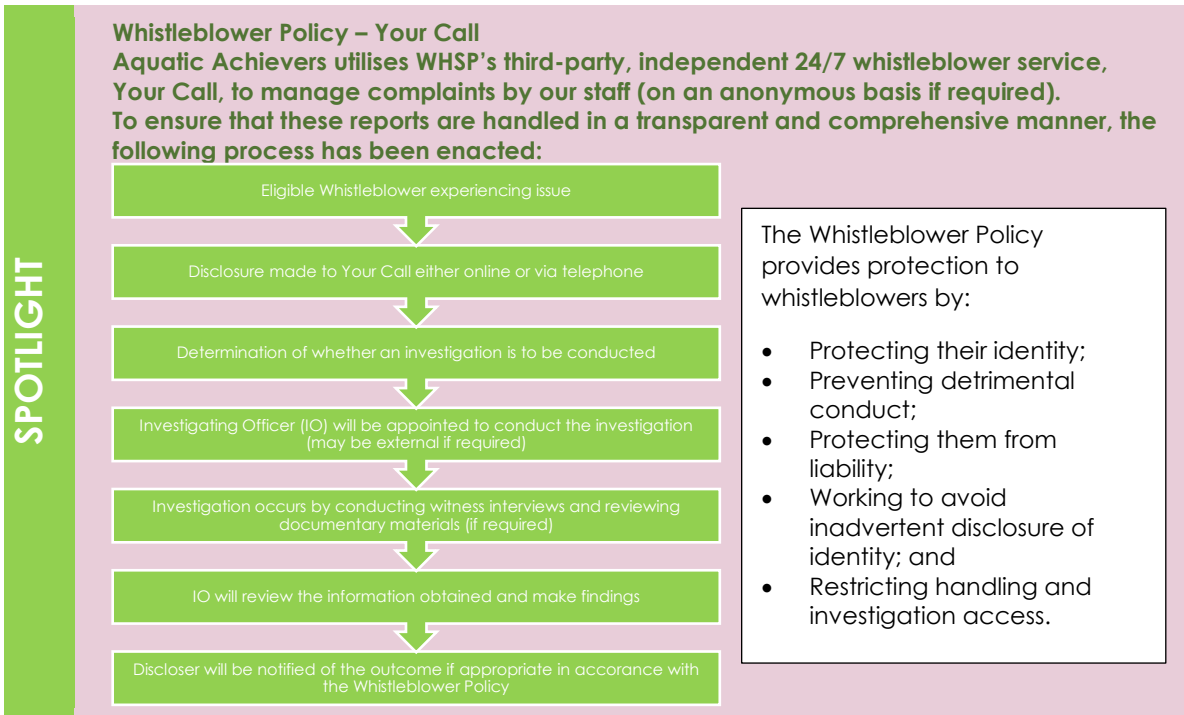 SPOTLIGHT
Whistleblower Policy – Your Call
Aquatic Achievers utilises WHSP's third-party, independent 24/7 whistleblower service,
Your Call, to manage complaints by our staff (on an anonymous basis if required).
To ensure that these reports are handled in a transparent and comprehensive manner, the
following process has been enacted:
Eligible Whistleblower experiencing issue
Disclosure made to Your Call either online or via telephone
Determination of whether an investigation is to be conducted
Investigating Officer (IO) will be appointed to conduct the investigation
(may be external if required)
Investigation occurs by conducting witness interviews and reviewing
documentary materials (if required)
IO will review the information obtained and make findings
Discloser will be notified of the outcome if appropriate in accorance with
the Whistleblower Policy
The Whistleblower Policy
provides protection to
whistleblowers by:
• Protecting their identity;
• Preventing detrimental
conduct;
• Protecting them from
liability;
• Working to avoid
inadvertent disclosure of
identity; and
• Restricting handling and
investigation access.